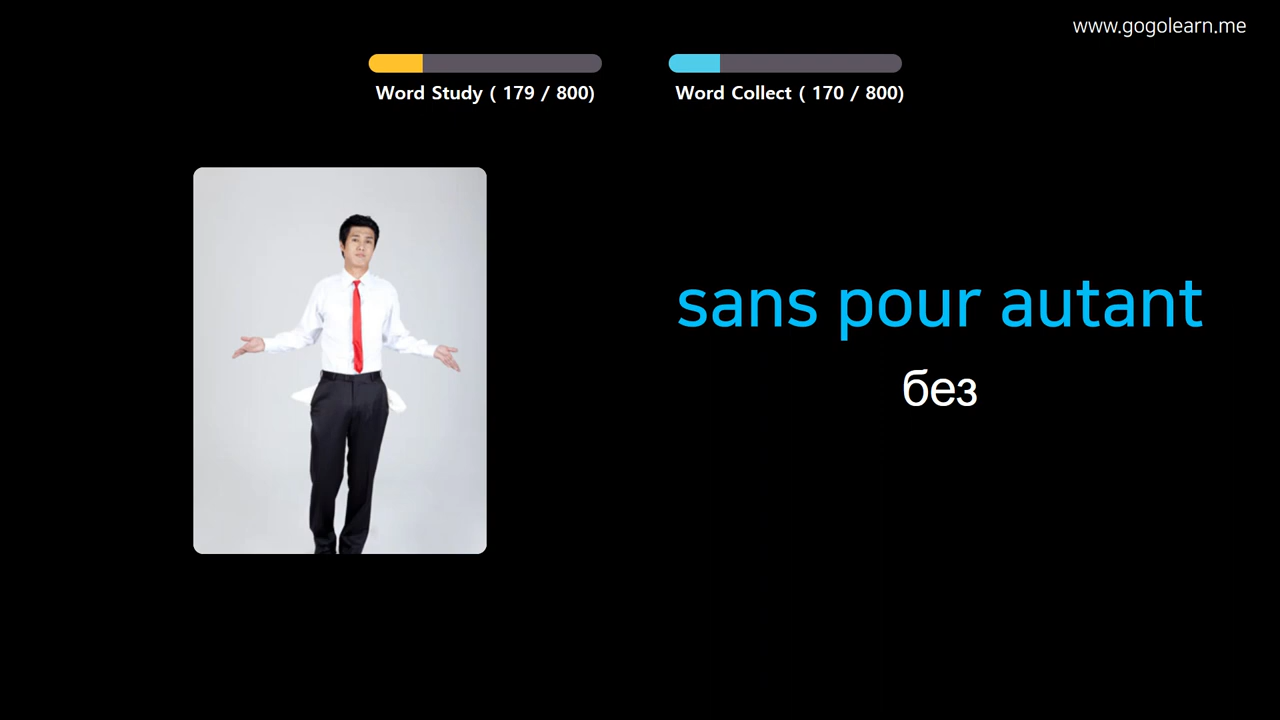 www.gogolearn.me
Word Study ( 179 / 800)
Word Collect ( 170 / 800)
sans pour autant
без